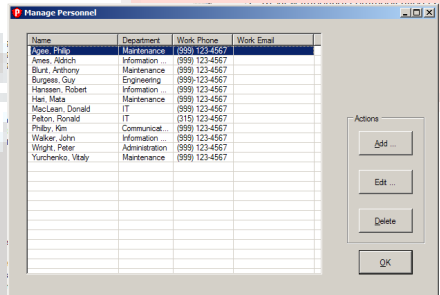 Manage Personnel
Name Department Work Phone Work Email
Agee, Philip Maintenance (999) 123-4567
Ames, Aldrich Information ... (999) 123-4567
Blunt, Anthony Maintenance (999) 123-4567
Burgess, Guy Engineering (999)-123-4567
Hanssen, Robert Information ... (999) 123-4567
Hari, Mata Maintenance (999) 123-4567
MacLean, Donald IT (999) 123-4567
Pelton, Ronald IT (315) 123-4567
Philby, Kim Communicat... (999) 123-4567
Walker, John Information ... (999) 123-4567
Wright, Peter Administration (999) 123-4567
Yurchenko, Vitaly Maintenance (999) 123-4567
Actions
Add ...
Edit ...
Delete
OK